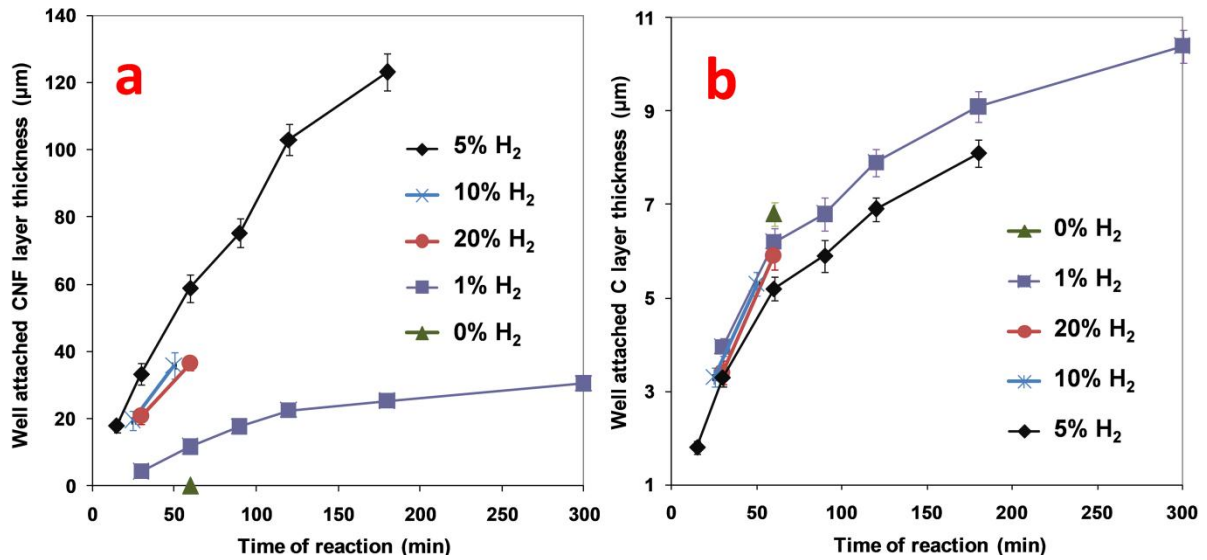 a
Well attached CNF layer thickness (µm)
140
120
100
80
60
40
20
0
0
50
100
150
200
250
300
Time of reaction (min)
5% H₂
10% H₂
20% H₂
1% H₂
0% H₂
b
Well attached C layer thickness (µm)
11
9
7
5
3
1
0
50
100
150
200
250
300
Time of reaction (min)
0% H₂
1% H₂
20% H₂
10% H₂
5% H₂